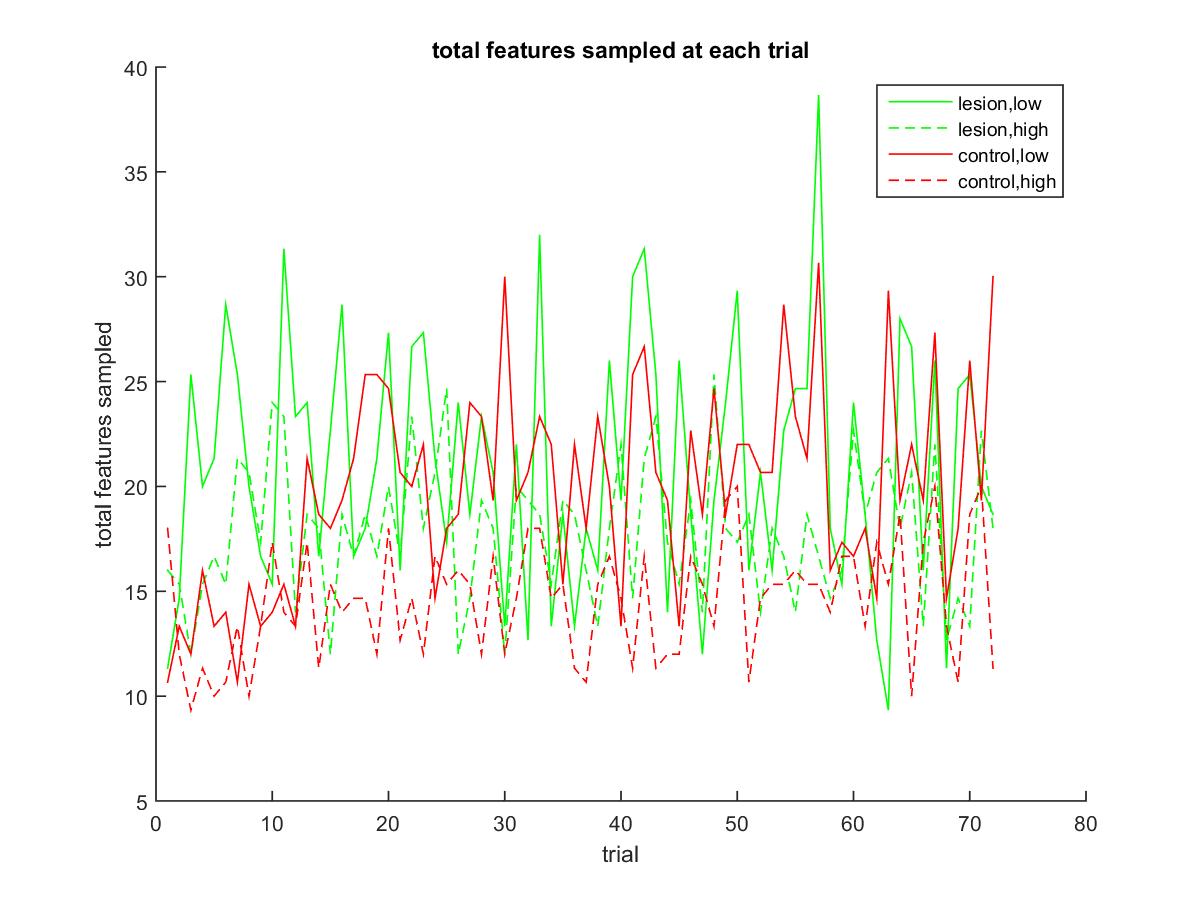 total features sampled at each trial
40
35
30
25
20
15
10
5
total features sampled
0
10
20
30
40
50
60
70
80
trial
lesion,low
lesion,high
control,low
control,high